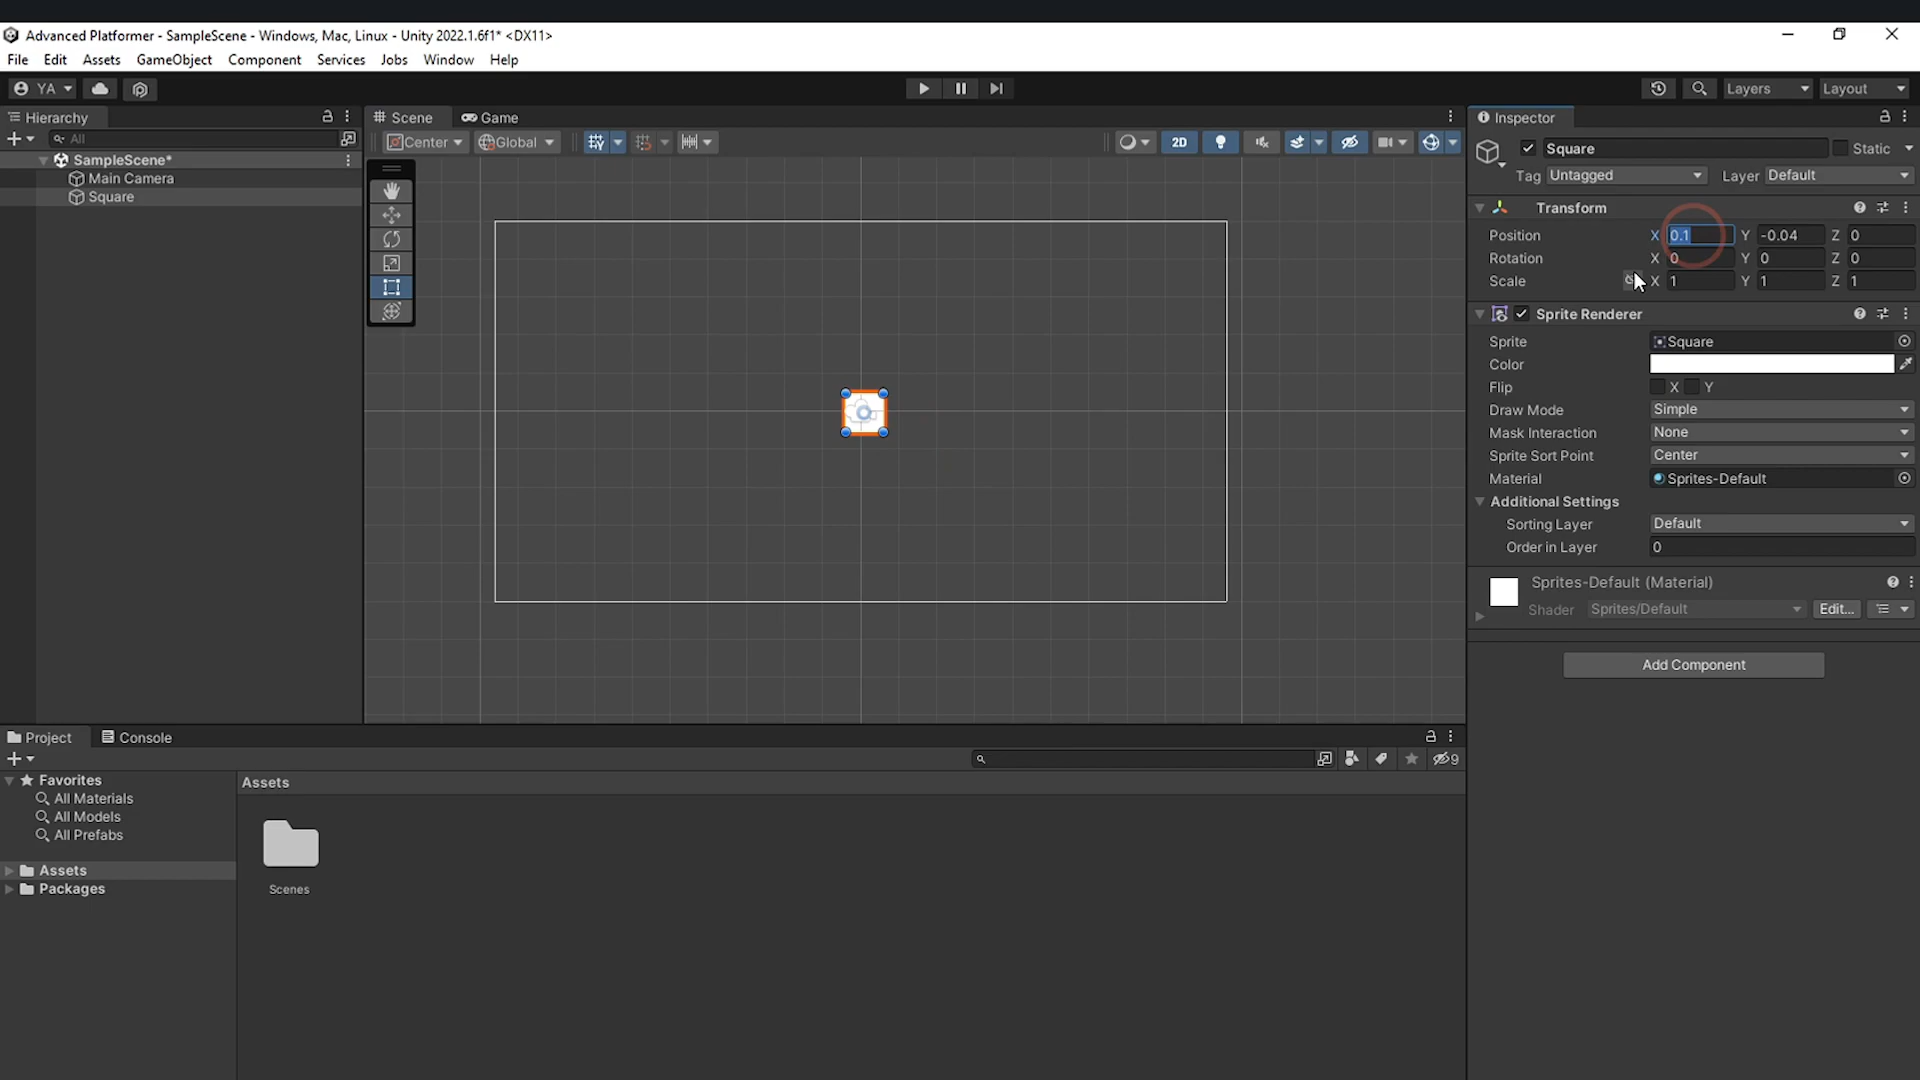 Advanced Platformer - SampleScene - Windows, Mac, Linux - Unity 2022.1.6f1* <DX11>
File Edit Assets GameObject Component Services Jobs Window Help
YA Layers Layout
Hierarchy
All
SampleScene*
Main Camera
Square
Scene Game
Center Global 2D
Inspector
Square Static
Tag Untagged Layer Default
Transform
Position X 0.1 Y -0.04 Z 0
Rotation X 0 Y 0 Z 0
Scale X 1 Y 1 Z 1
Sprite Renderer
Sprite Square
Color
Flip X Y
Draw Mode Simple
Mask Interaction None
Sprite Sort Point Center
Material Sprites-Default
Additional Settings
Sorting Layer Default
Order in Layer 0
Sprites-Default (Material)
Shader Sprites/Default Edit...
Add Component
Project Console
9
Favorites
All Materials
All Models
All Prefabs
Assets
Packages
Assets
Scenes